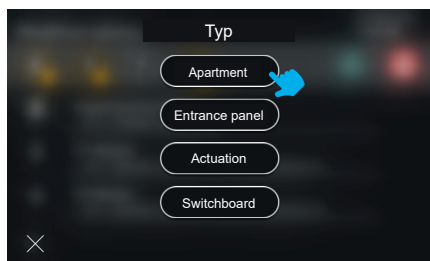 Typ
Apartment
Entrance panel
Actuation
Switchboard